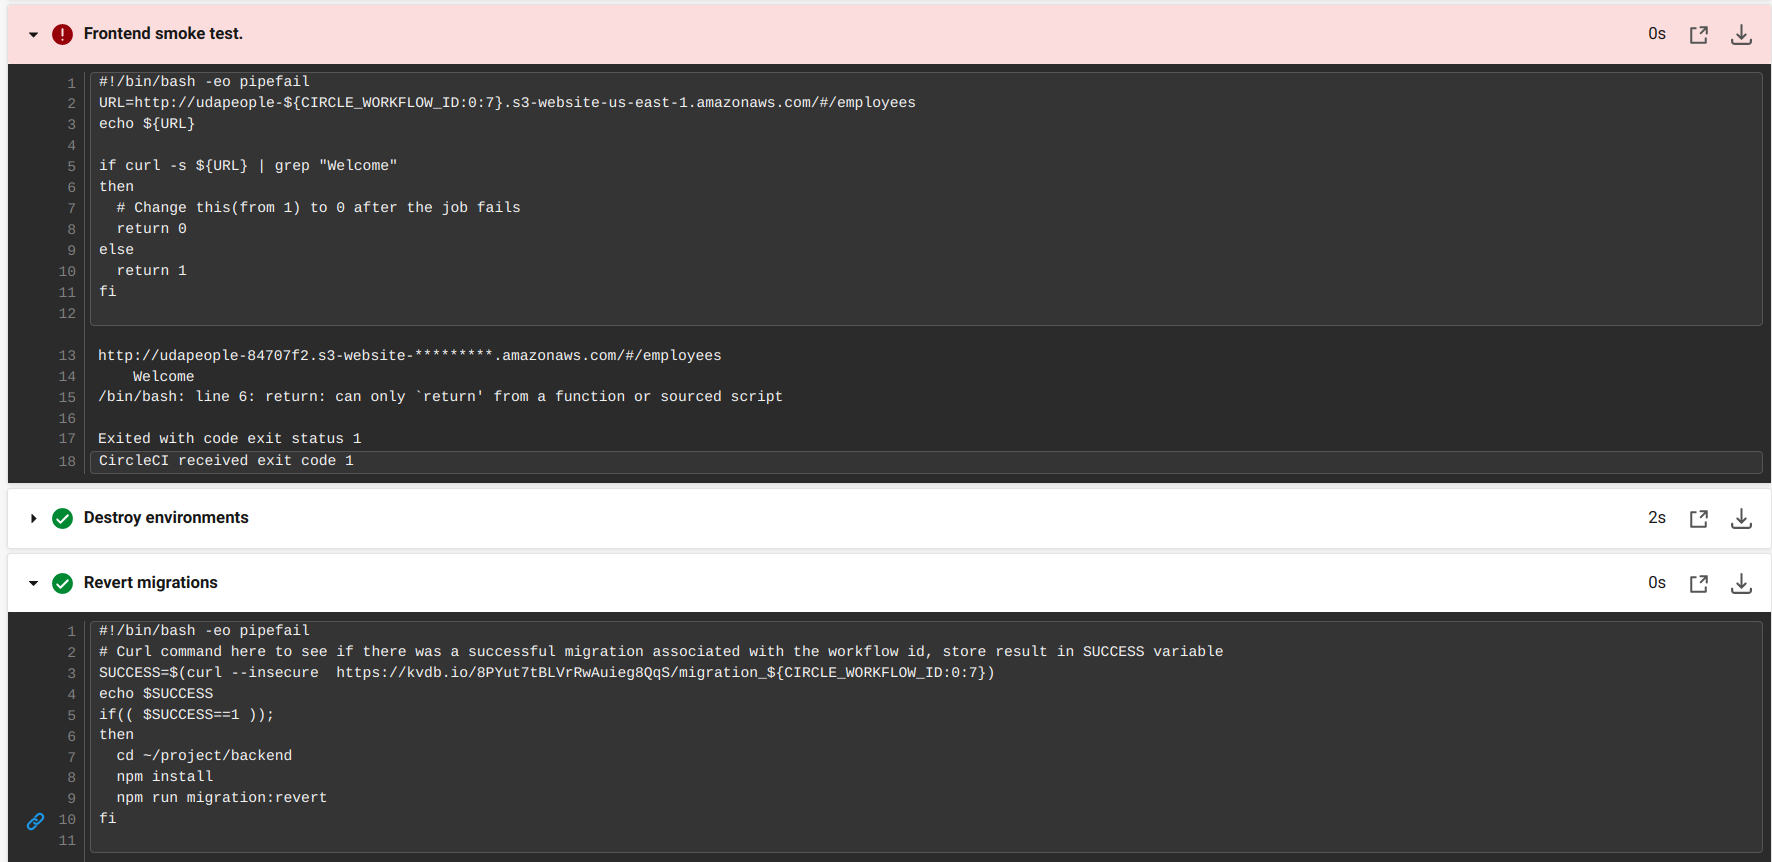 Frontend smoke test.
0s
1 #!/bin/bash -eo pipefail
2 URL=http://udapeople-${CIRCLE_WORKFLOW_ID:0:7}.s3-website-us-east-1.amazonaws.com/#/employees
3 echo ${URL}
4
5 if curl -s ${URL} | grep "Welcome"
6 then
7   # Change this(from 1) to 0 after the job fails
8   return 0
9 else
10   return 1
11 fi
12
13 http://udapeople-84707f2.s3-website-*********.amazonaws.com/#/employees
14     Welcome
15 /bin/bash: line 6: return: can only `return' from a function or sourced script
16
17 Exited with code exit status 1
18 CircleCI received exit code 1
Destroy environments
2s
Revert migrations
0s
1 #!/bin/bash -eo pipefail
2 # Curl command here to see if there was a successful migration associated with the workflow id, store result in SUCCESS variable
3 SUCCESS=$(curl --insecure  https://kvdb.io/8PYut7tBLVrRwAuieg8QqS/migration_${CIRCLE_WORKFLOW_ID:0:7})
4 echo $SUCCESS
5 if(( $SUCCESS==1 ));
6 then
7   cd ~/project/backend
8   npm install
9   npm run migration:revert
10 fi
11